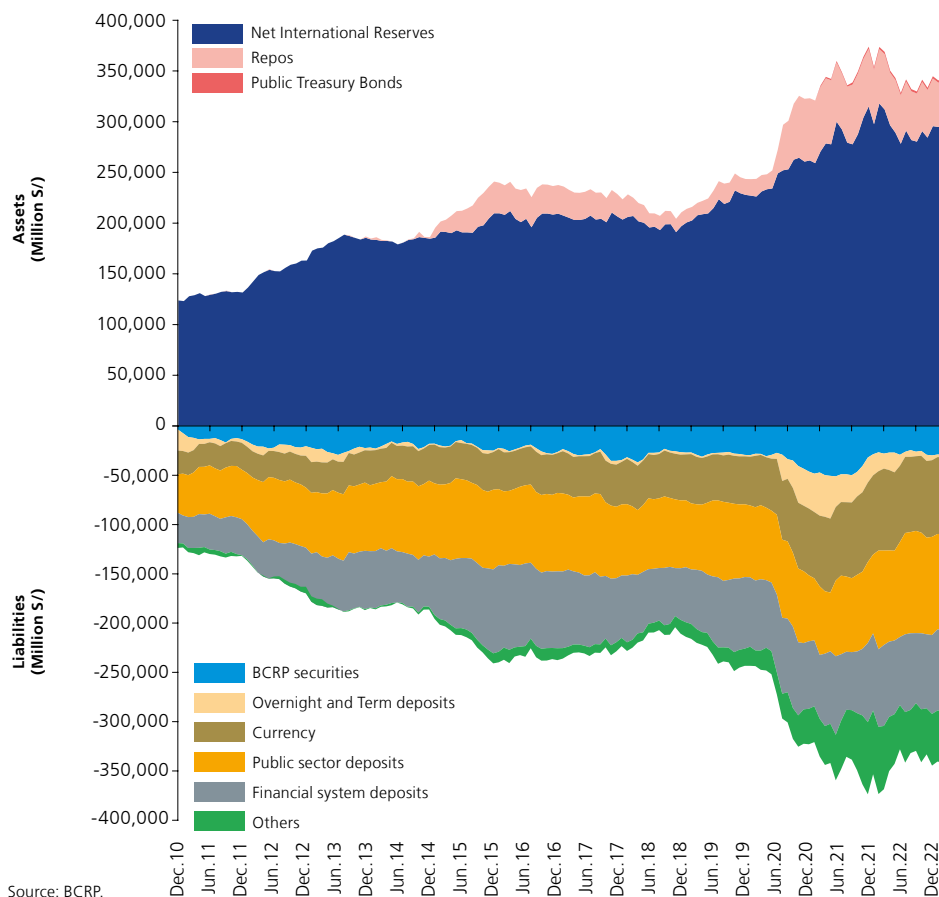 400,000
350,000
300,000
250,000
200,000
150,000
100,000
50,000
0
-50,000
-100,000
-150,000
-200,000
-250,000
-300,000
-350,000
-400,000
Assets
(Million S/)
Liabilities
(Million S/)
Net International Reserves
Repos
Public Treasury Bonds
BCRP securities
Overnight and Term deposits
Currency
Public sector deposits
Financial system deposits
Others
Dec.10
Jun.11
Dec.11
Jun.12
Dec.12
Jun.13
Dec.13
Jun.14
Dec.14
Jun.15
Dec.15
Jun.16
Dec.16
Jun.17
Dec.17
Jun.18
Dec.18
Jun.19
Dec.19
Jun.20
Dec.20
Jun.21
Dec.21
Jun.22
Dec.22
Source: BCRP.